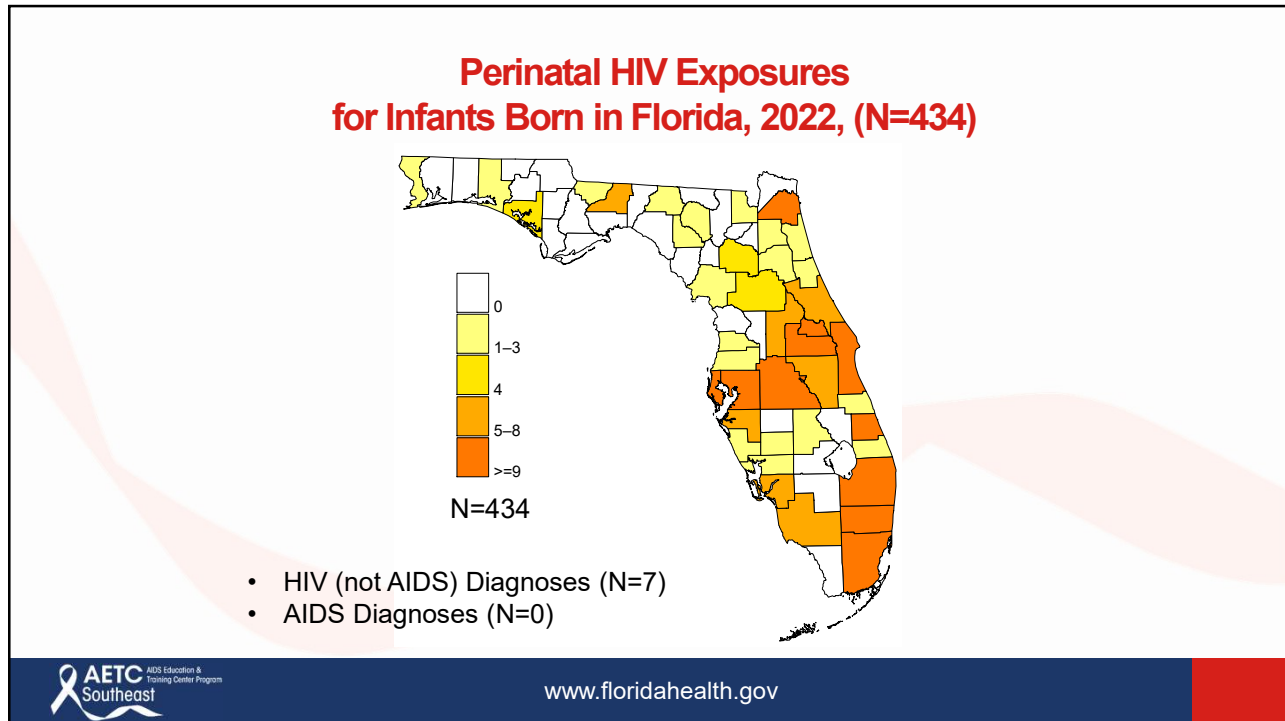 Perinatal HIV Exposures
for Infants Born in Florida, 2022, (N=434)
0
1–3
4
5–8
>=9
N=434
• HIV (not AIDS) Diagnoses (N=7)
• AIDS Diagnoses (N=0)
AETC AIDS Education &
Training Center Program
Southeast
www.floridahealth.gov